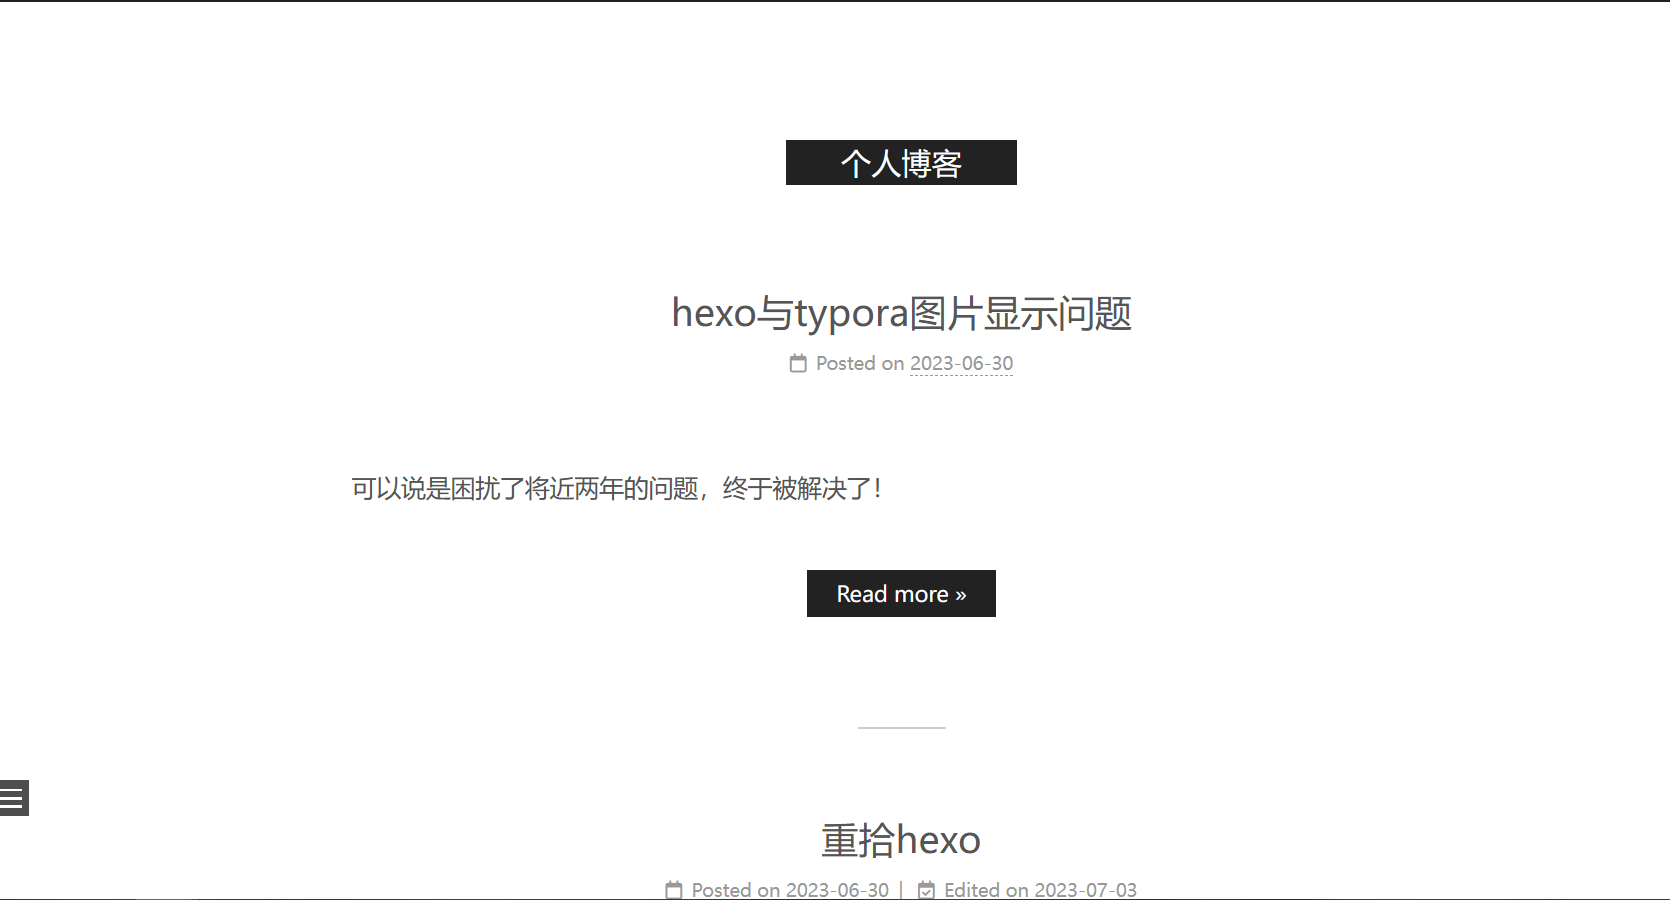 个人博客
hexo与typora图片显示问题
Posted on 2023-06-30
可以说是困扰了将近两年的问题，终于被解决了！
Read more »
重拾hexo
Posted on 2023-06-30 | Edited on 2023-07-03